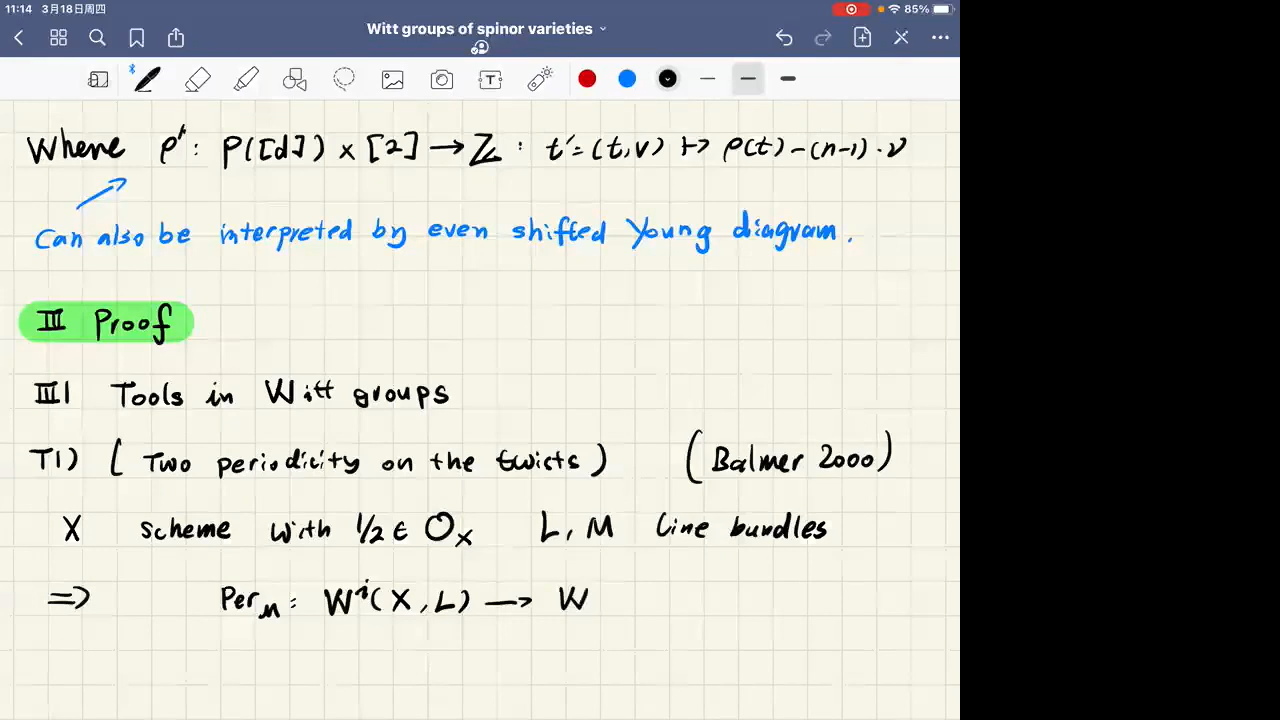 11:14 3月18日周四
85%
Witt groups of spinor varieties
Where ρ' : P([d]) × [2] → ℤ : t' = (t, ν) ↦ ρ(t) - (n-1) · ν
Can also be interpreted by even shifted Young diagram.
III Proof
III1 Tools in Witt groups
T1) ( Two periodicity on the twists ) (Balmer 2000)
X scheme with 1/2 ∈ O_X L, M line bundles
⇒ Per_M : W^i(X, L) → W